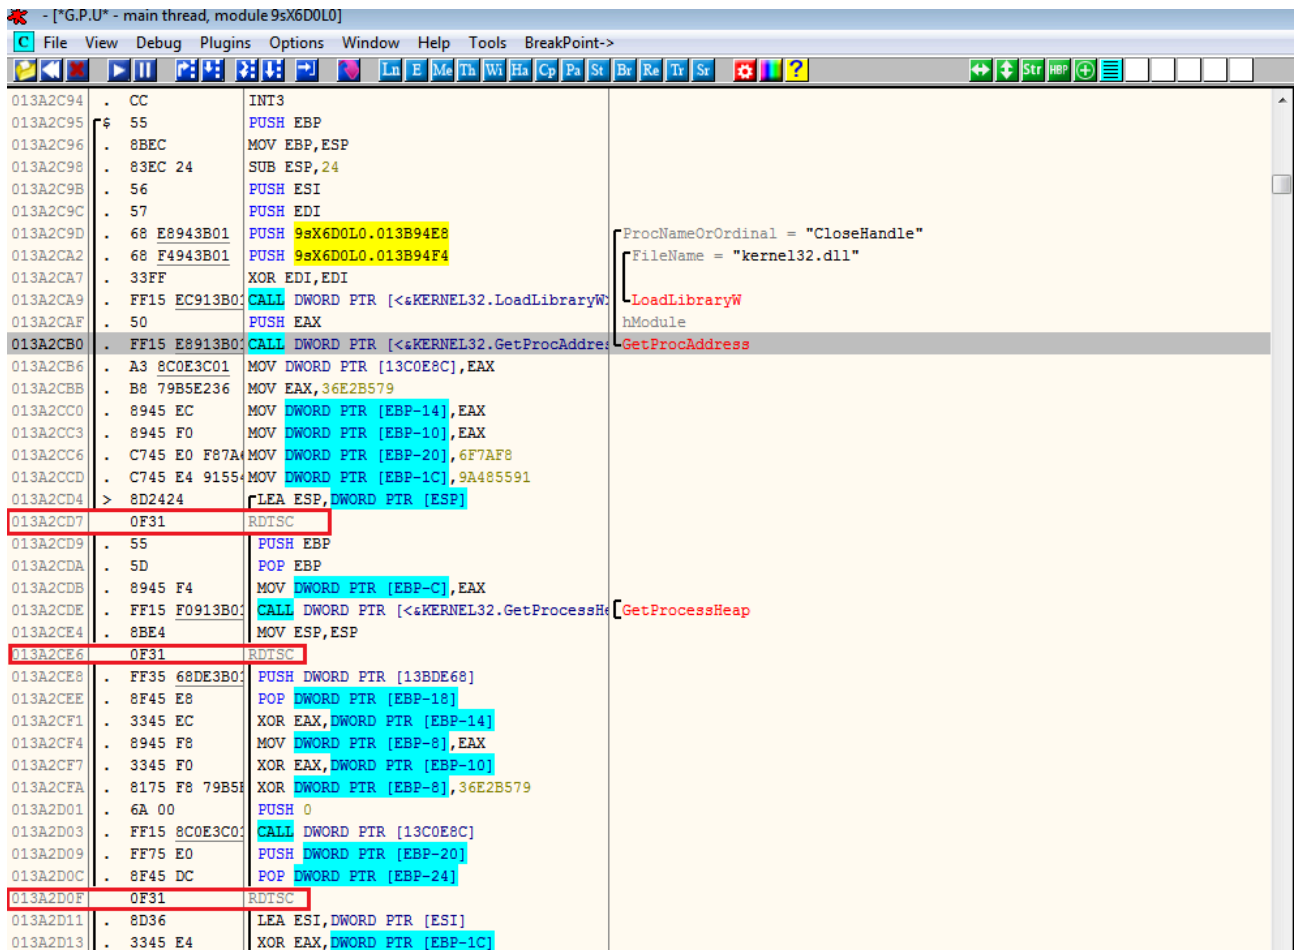 - [*G.P.U* - main thread, module 9sX6D0L0]
C File View Debug Plugins Options Window Help Tools BreakPoint->
Ln E Me Th Wi Ha Cp Pa St Br Re Tr Sr ? Str HBP
013A2C94 . CC INT3
013A2C95 $ 55 PUSH EBP
013A2C96 . 8BEC MOV EBP,ESP
013A2C98 . 83EC 24 SUB ESP,24
013A2C9B . 56 PUSH ESI
013A2C9C . 57 PUSH EDI
013A2C9D . 68 E8943B01 PUSH 9sX6D0L0.013B94E8 ProcNameOrOrdinal = "CloseHandle"
013A2CA2 . 68 F4943B01 PUSH 9sX6D0L0.013B94F4 FileName = "kernel32.dll"
013A2CA7 . 33FF XOR EDI,EDI
013A2CA9 . FF15 EC913B01 CALL DWORD PTR [<&KERNEL32.LoadLibraryW> LoadLibraryW
013A2CAF . 50 PUSH EAX hModule
013A2CB0 . FF15 E8913B01 CALL DWORD PTR [<&KERNEL32.GetProcAddres GetProcAddress
013A2CB6 . A3 8C0E3C01 MOV DWORD PTR [13C0E8C],EAX
013A2CBB . B8 79B5E236 MOV EAX,36E2B579
013A2CC0 . 8945 EC MOV DWORD PTR [EBP-14],EAX
013A2CC3 . 8945 F0 MOV DWORD PTR [EBP-10],EAX
013A2CC6 . C745 E0 F87A MOV DWORD PTR [EBP-20],6F7AF8
013A2CCD . C745 E4 9155 MOV DWORD PTR [EBP-1C],9A485591
013A2CD4 > 8D2424 LEA ESP,DWORD PTR [ESP]
013A2CD7 0F31 RDTSC
013A2CD9 . 55 PUSH EBP
013A2CDA . 5D POP EBP
013A2CDB . 8945 F4 MOV DWORD PTR [EBP-C],EAX
013A2CDE . FF15 F0913B01 CALL DWORD PTR [<&KERNEL32.GetProcessHe GetProcessHeap
013A2CE4 . 8BE4 MOV ESP,ESP
013A2CE6 0F31 RDTSC
013A2CE8 . FF35 68DE3B01 PUSH DWORD PTR [13BDE68]
013A2CEE . 8F45 E8 POP DWORD PTR [EBP-18]
013A2CF1 . 3345 EC XOR EAX,DWORD PTR [EBP-14]
013A2CF4 . 8945 F8 MOV DWORD PTR [EBP-8],EAX
013A2CF7 . 3345 F0 XOR EAX,DWORD PTR [EBP-10]
013A2CFA . 8175 F8 79B5 XOR DWORD PTR [EBP-8],36E2B579
013A2D01 . 6A 00 PUSH 0
013A2D03 . FF15 8C0E3C01 CALL DWORD PTR [13C0E8C]
013A2D09 . FF75 E0 PUSH DWORD PTR [EBP-20]
013A2D0C . 8F45 DC POP DWORD PTR [EBP-24]
013A2D0F 0F31 RDTSC
013A2D11 . 8D36 LEA ESI,DWORD PTR [ESI]
013A2D13 . 3345 E4 XOR EAX,DWORD PTR [EBP-1C]